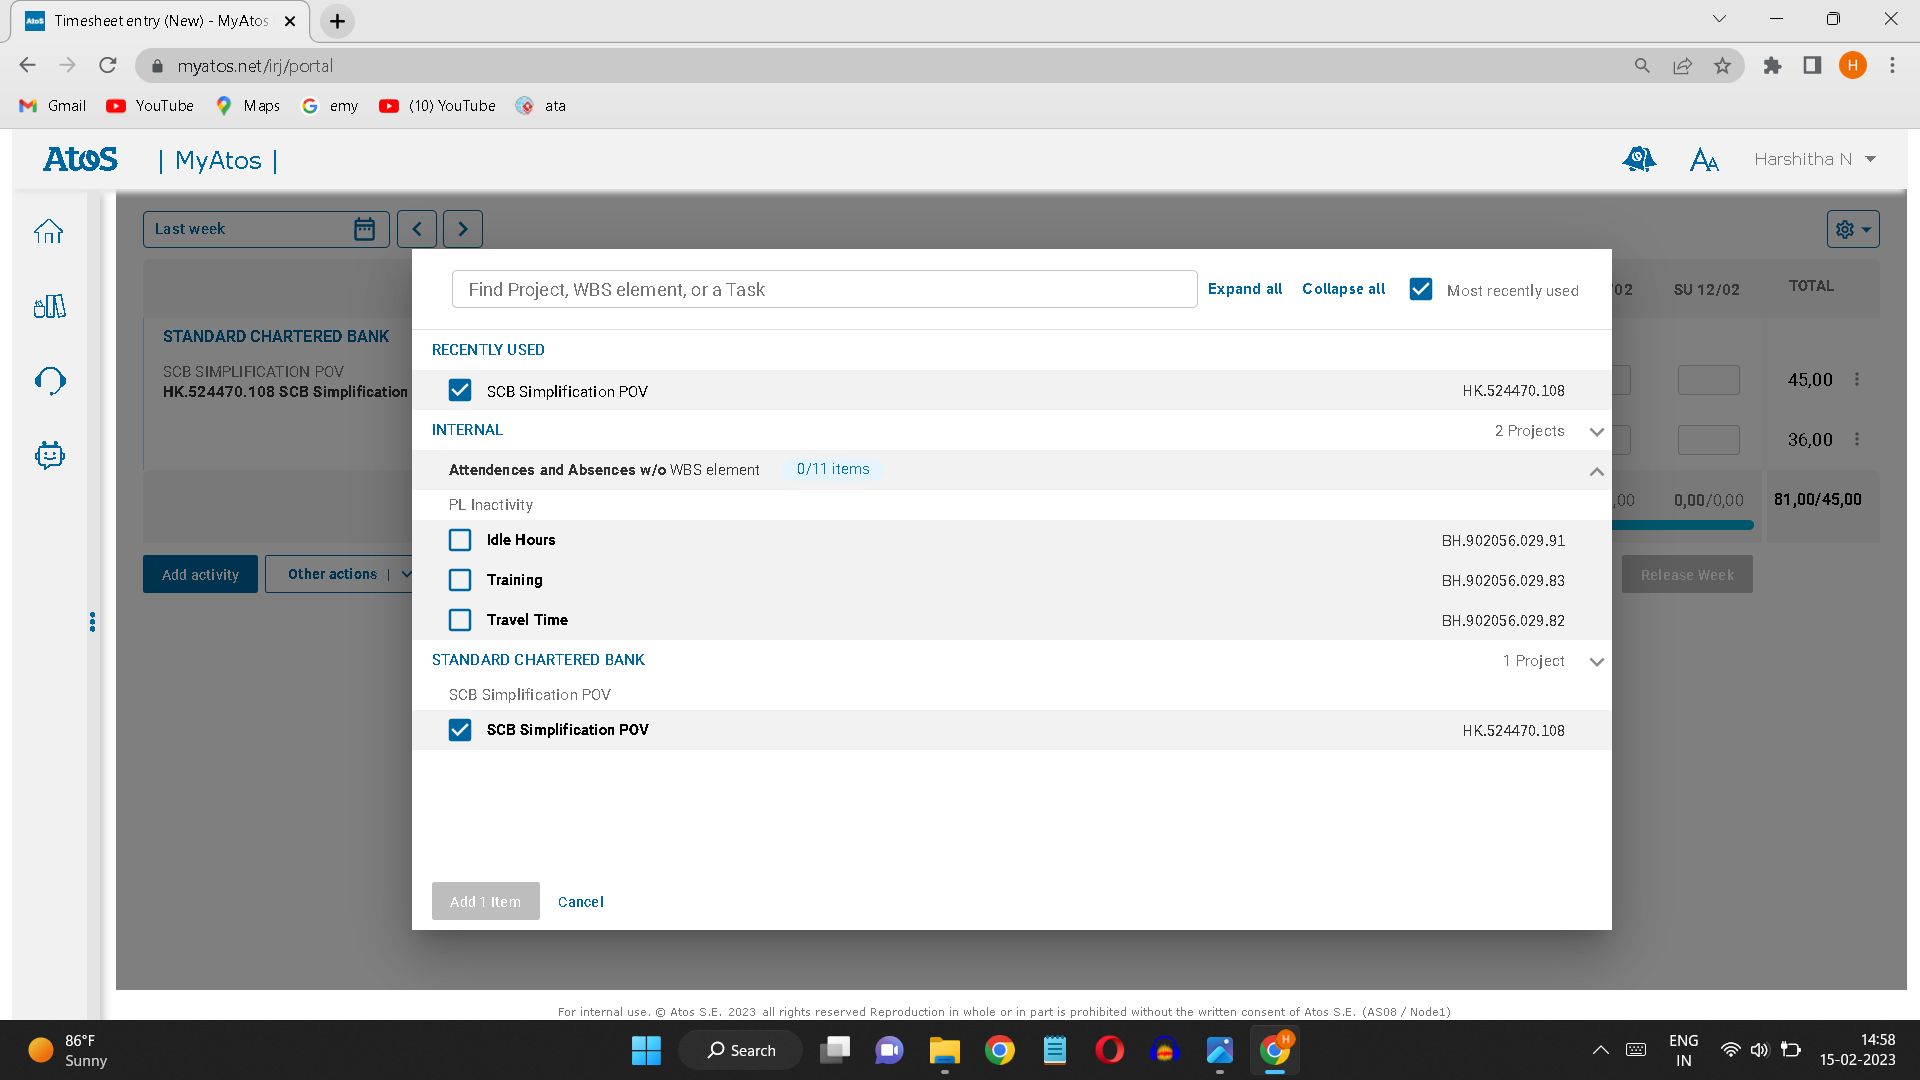 Timesheet entry (New) - MyAtos
myatos.net/irj/portal
H
Gmail YouTube Maps emy (10) YouTube ata
Atos | MyAtos | Harshitha N
Last week
Find Project, WBS element, or a Task Expand all Collapse all Most recently used
/02 SU 12/02 TOTAL
STANDARD CHARTERED BANK
SCB SIMPLIFICATION POV
HK.524470.108 SCB Simplification
45,00
36,00
,00 0,00/0,00 81,00/45,00
Add activity Other actions | Release Week
RECENTLY USED
SCB Simplification POV HK.524470.108
INTERNAL 2 Projects
Attendences and Absences w/o WBS element 0/11 items
PL Inactivity
Idle Hours BH.902056.029.91
Training BH.902056.029.83
Travel Time BH.902056.029.82
STANDARD CHARTERED BANK 1 Project
SCB Simplification POV
SCB Simplification POV HK.524470.108
Add 1 Item Cancel
For internal use. © Atos S.E. 2023 all rights reserved Reproduction in whole or in part is prohibited without the written consent of Atos S.E. (AS08 / Node1)
86°F
Sunny
Search
H
ENG
IN
14:58
15-02-2023